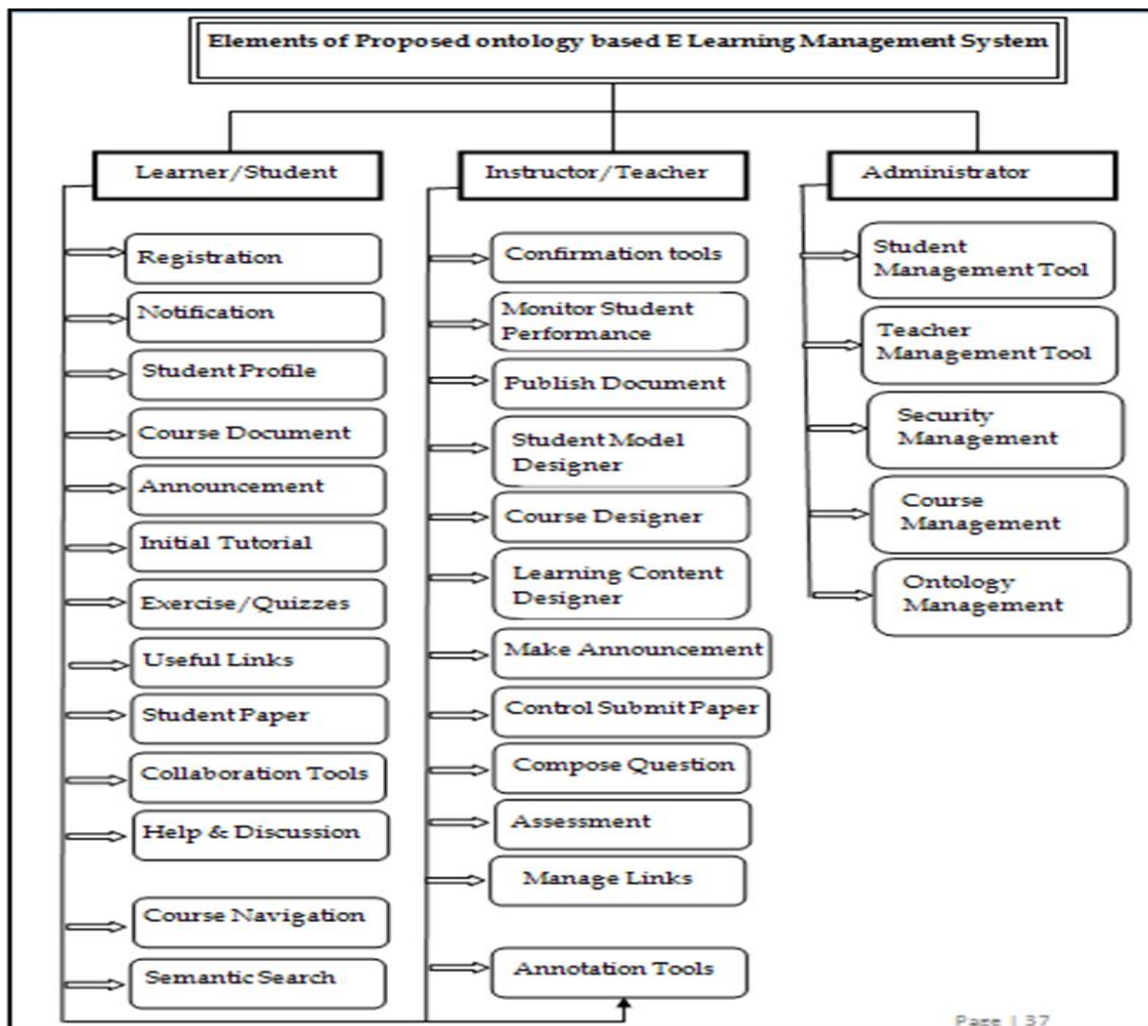 Elements of Proposed ontology based E Learning Management System
Learner/Student
Registration
Notification
Student Profile
Course Document
Announcement
Initial Tutorial
Exercise/Quizzes
Useful Links
Student Paper
Collaboration Tools
Help & Discussion
Course Navigation
Semantic Search
Instructor/Teacher
Confirmation tools
Monitor Student
Performance
Publish Document
Student Model
Designer
Course Designer
Learning Content
Designer
Make Announcement
Control Submit Paper
Compose Question
Assessment
Manage Links
Annotation Tools
Administrator
Student
Management Tool
Teacher
Management Tool
Security
Management
Course
Management
Ontology
Management
Page | 37